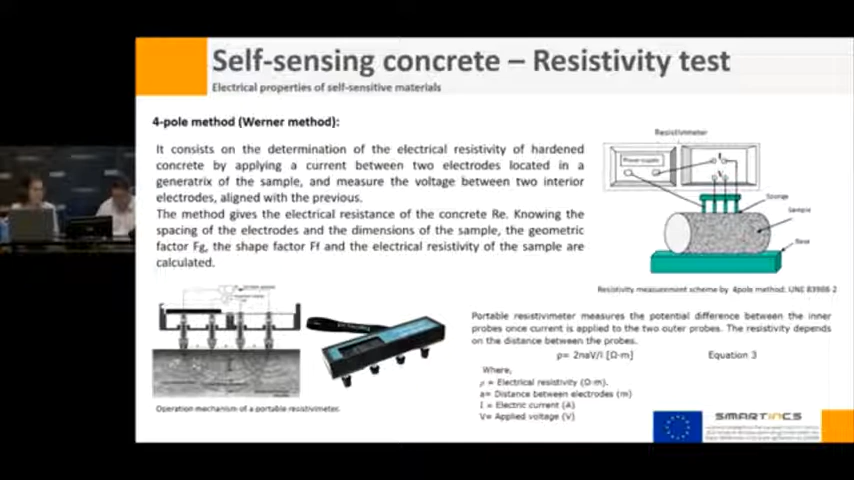 Self-sensing concrete – Resistivity test
Electrical properties of self-sensitive materials
4-pole method (Werner method):
It consists on the determination of the electrical resistivity of hardened
concrete by applying a current between two electrodes located in a
generatrix of the sample, and measure the voltage between two interior
electrodes, aligned with the previous.
The method gives the electrical resistance of the concrete Re. Knowing the
spacing of the electrodes and the dimensions of the sample, the geometric
factor Fg, the shape factor Ff and the electrical resistivity of the sample are
calculated.
Resistivimeter
Power supply
I
V
Sponge
Sample
Base
Resistivity measurement scheme by 4pole method; UNE 83988-2
Operation mechanism of a portable resistivimeter.
Portable resistivimeter measures the potential difference between the inner
probes once current is applied to the two outer probes. The resistivity depends
on the distance between the probes.
ρ= 2πaV/I [Ω·m] Equation 3
Where,
ρ = Electrical resistivity (Ω·m).
a= Distance between electrodes (m)
I = Electric current (A)
V= Applied voltage (V)
SMARTINCS